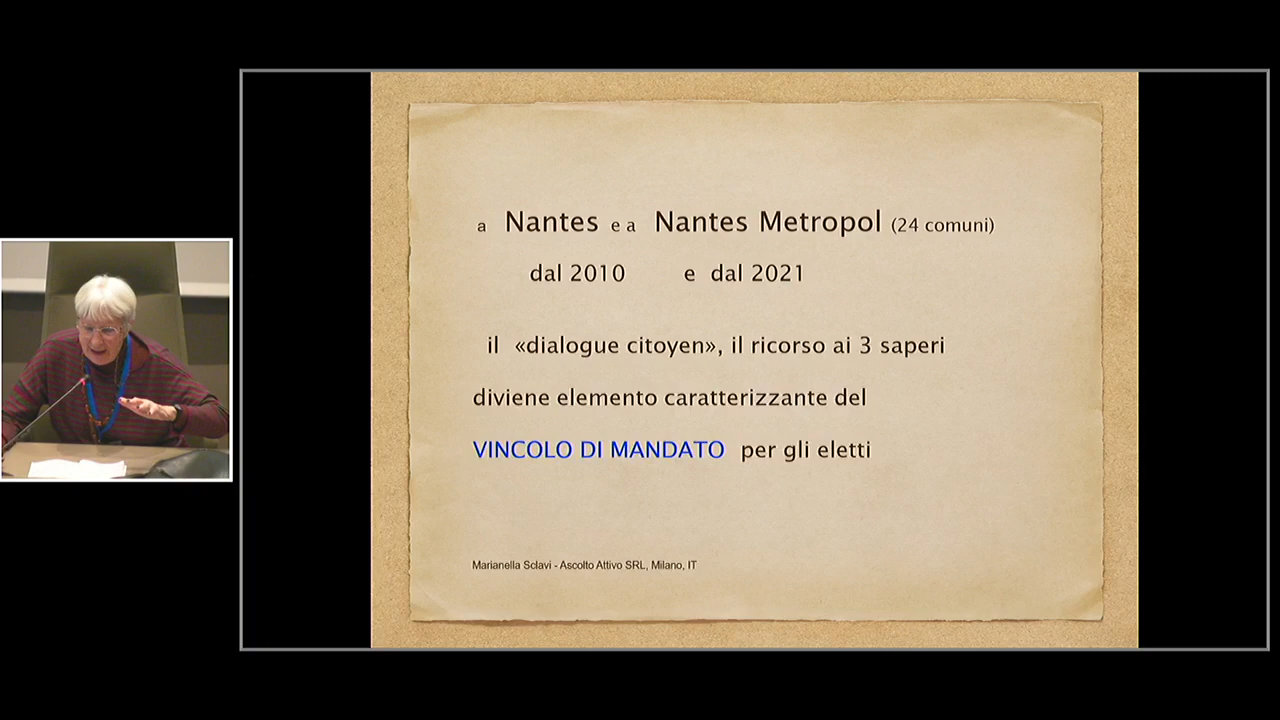 a Nantes e a Nantes Metropol (24 comuni)
dal 2010 e dal 2021
il «dialogue citoyen», il ricorso ai 3 saperi
diviene elemento caratterizzante del
VINCOLO DI MANDATO per gli eletti
Marianella Sclavi - Ascolto Attivo SRL, Milano, IT